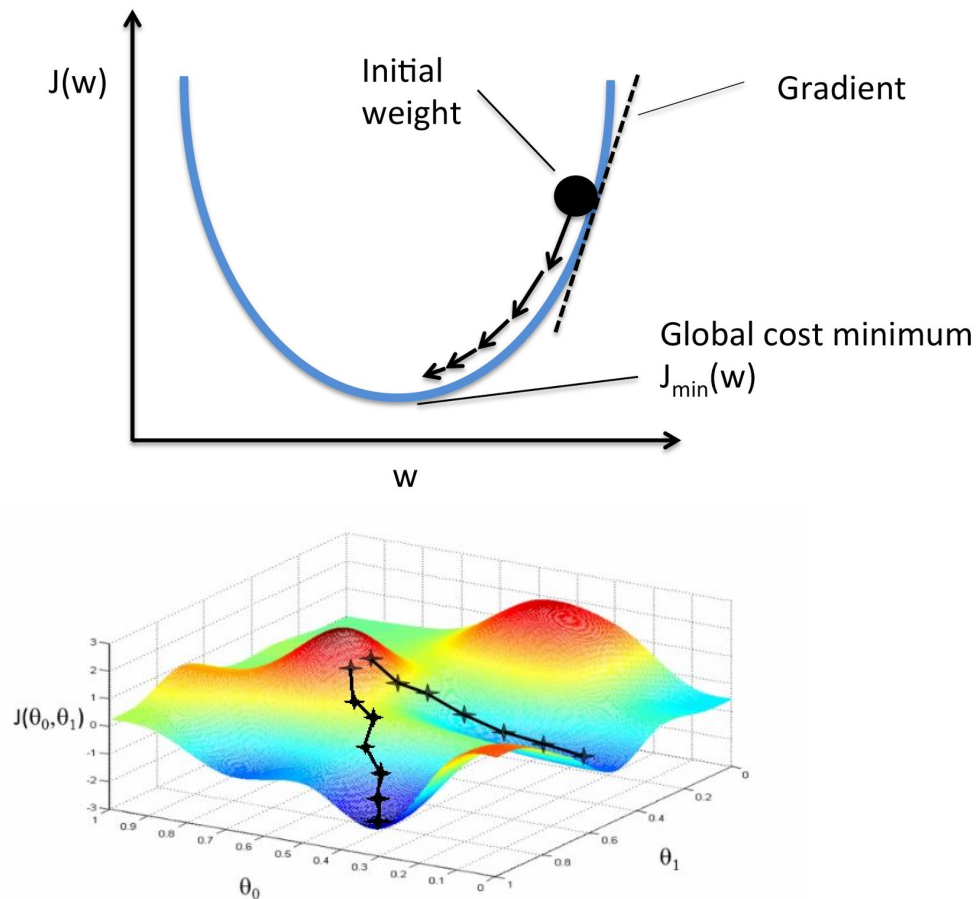 J(w)
Initial
weight
Gradient
Global cost minimum
Jmin(w)
w
3
2
1
0
-1
-2
-3
J(θ0,θ1)
1
0.9
0.8
0.7
0.6
0.5
0.4
0.3
0.2
0.1
0
θ0
1
0.8
0.6
0.4
0.2
0
θ1